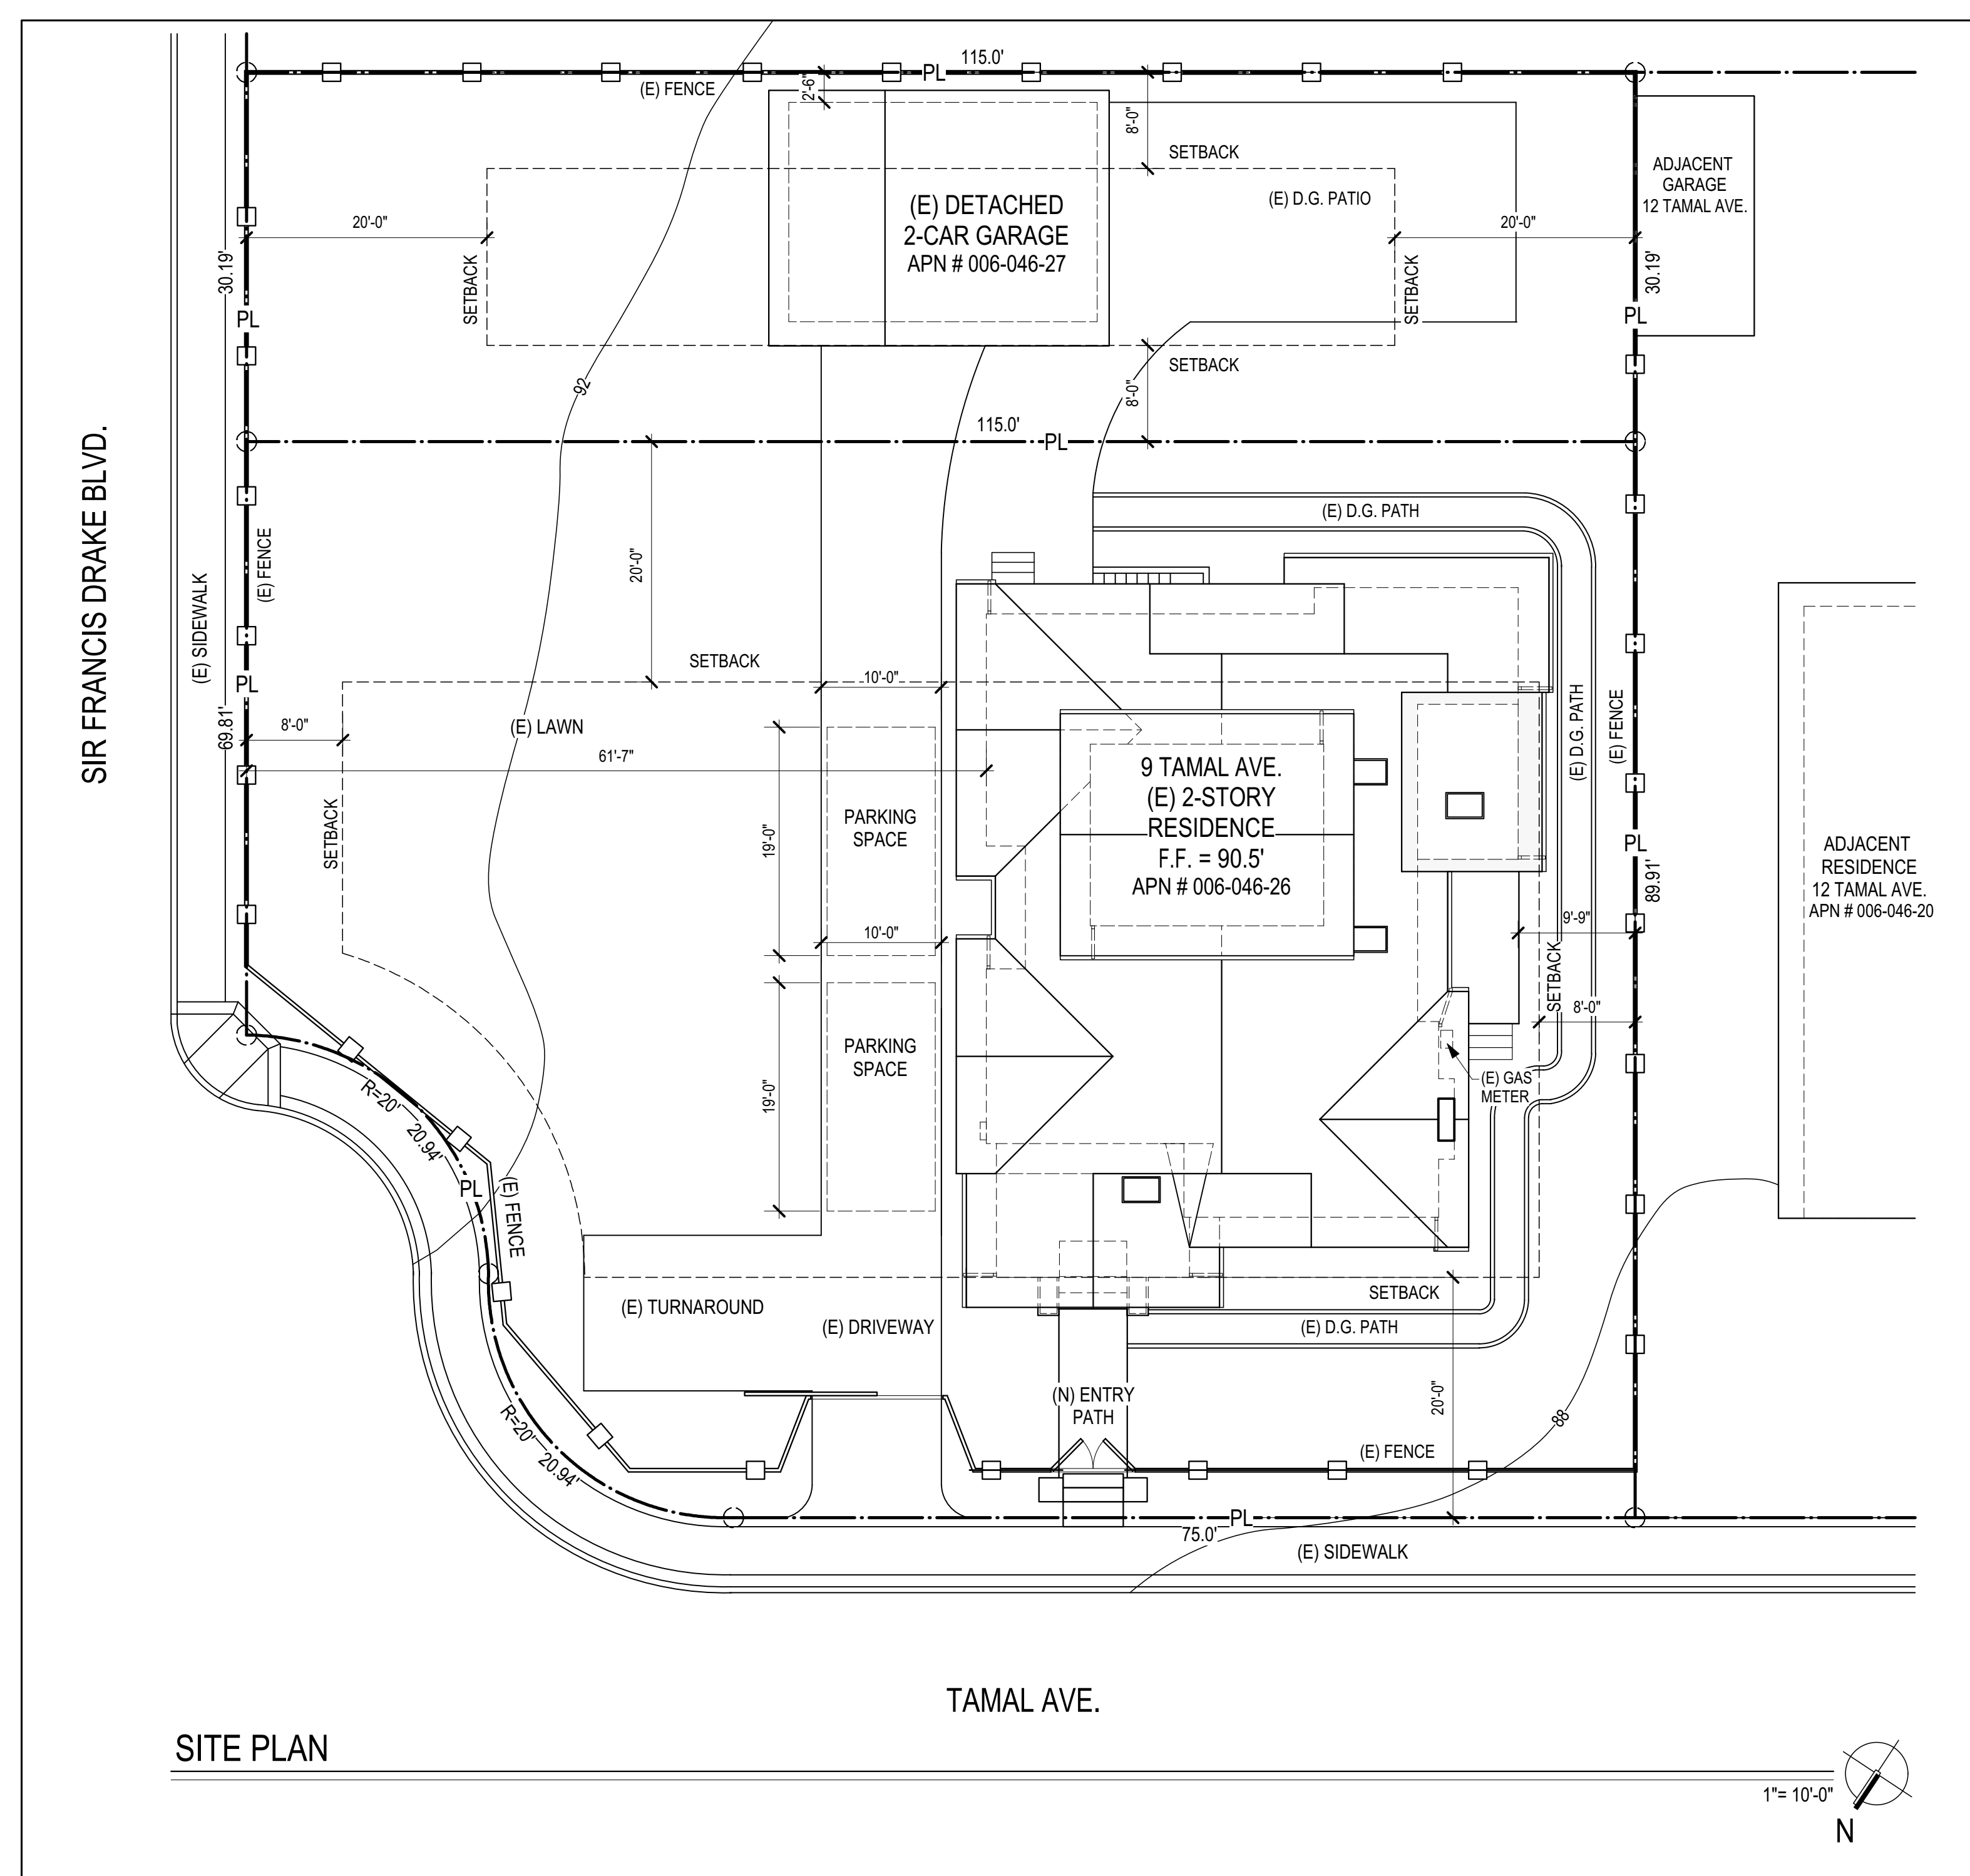 115.0'
PL
(E) FENCE
2'-6"
8'-0"
SETBACK
ADJACENT
GARAGE
12 TAMAL AVE.
(E) DETACHED
2-CAR GARAGE
APN # 006-046-27
(E) D.G. PATIO
20'-0"
20'-0"
30.19'
SETBACK
SETBACK
30.19'
PL
PL
SETBACK
92
8'-0"
115.0'
PL
SIR FRANCIS DRAKE BLVD.
(E) SIDEWALK
(E) FENCE
20'-0"
(E) D.G. PATH
SETBACK
10'-0"
PL
69.81'
8'-0"
(E) LAWN
61'-7"
(E) D.G. PATH
(E) FENCE
9 TAMAL AVE.
(E) 2-STORY
RESIDENCE
F.F. = 90.5'
APN # 006-046-26
PARKING
SPACE
19'-0"
SETBACK
PL
89.91'
ADJACENT
RESIDENCE
12 TAMAL AVE.
APN # 006-046-20
10'-0"
9'-9"
SETBACK
8'-0"
PARKING
SPACE
19'-0"
(E) GAS
METER
R=20'
20.94'
PL
(E) FENCE
SETBACK
(E) TURNAROUND
(E) DRIVEWAY
(E) D.G. PATH
(N) ENTRY
PATH
20'-0"
88
R=20'
20.94'
(E) FENCE
PL
75.0'
(E) SIDEWALK
TAMAL AVE.
SITE PLAN
1"= 10'-0"
N